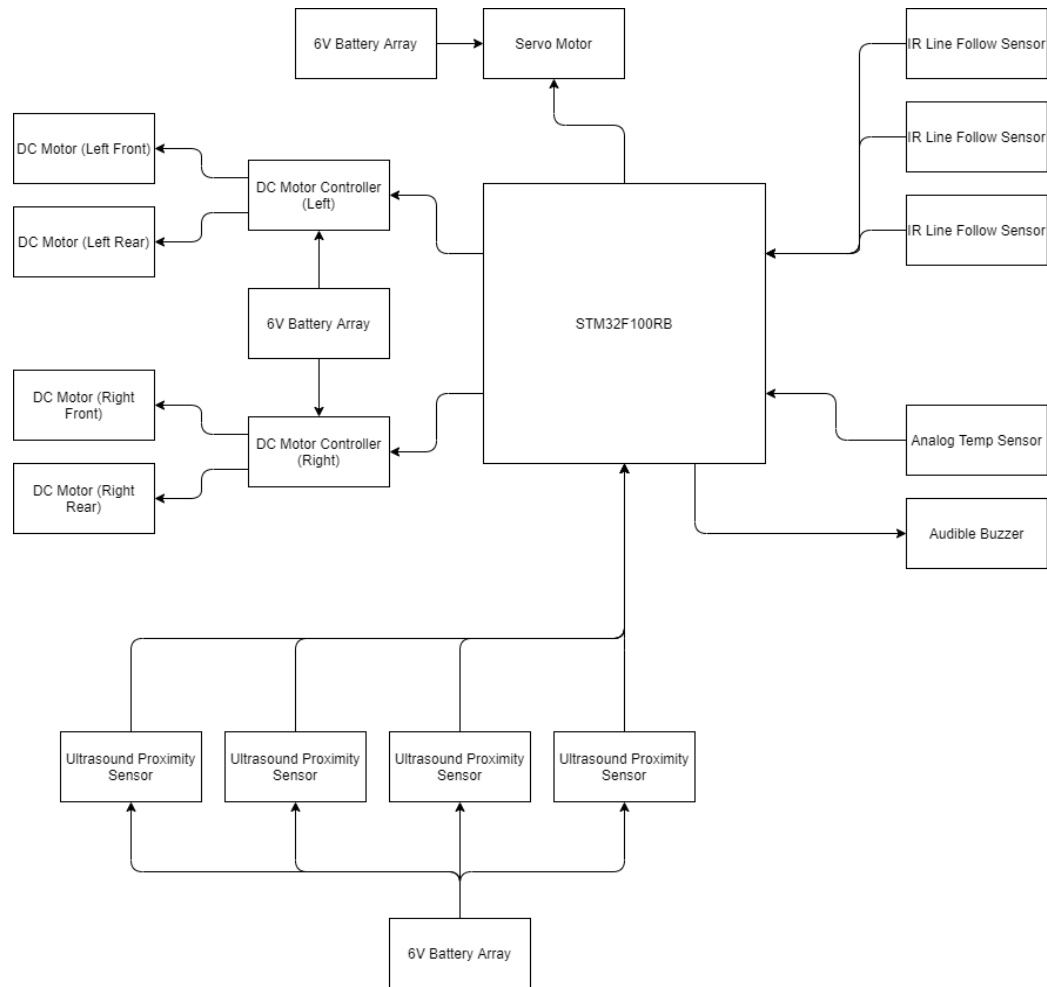 6V Battery Array
Servo Motor
IR Line Follow Sensor
IR Line Follow Sensor
IR Line Follow Sensor
DC Motor (Left Front)
DC Motor (Left Rear)
DC Motor Controller
(Left)
6V Battery Array
STM32F100RB
DC Motor (Right
Front)
DC Motor (Right
Rear)
DC Motor Controller
(Right)
Analog Temp Sensor
Audible Buzzer
Ultrasound Proximity
Sensor
Ultrasound Proximity
Sensor
Ultrasound Proximity
Sensor
Ultrasound Proximity
Sensor
6V Battery Array